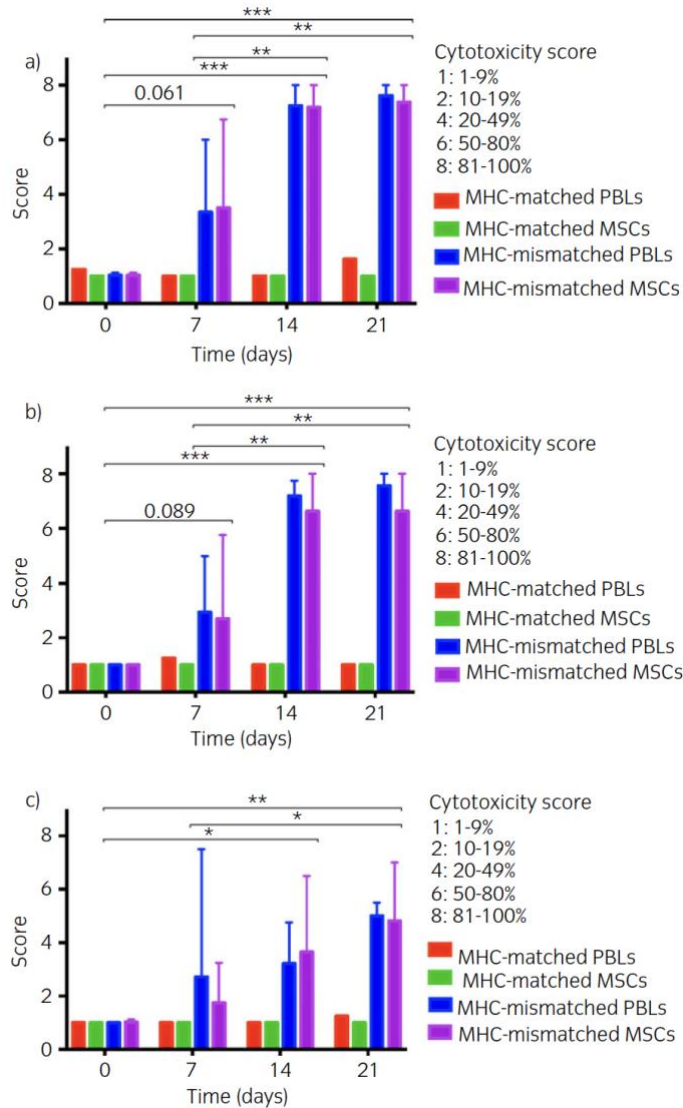 ***
**
a)
**
***
0.061
8
6
4
2
0
Score
0
7
14
21
Time (days)
Cytotoxicity score
1: 1-9%
2: 10-19%
4: 20-49%
6: 50-80%
8: 81-100%
MHC-matched PBLs
MHC-matched MSCs
MHC-mismatched PBLs
MHC-mismatched MSCs
b)
***
**
**
***
0.089
8
6
4
2
0
Score
0
7
14
21
Time (days)
Cytotoxicity score
1: 1-9%
2: 10-19%
4: 20-49%
6: 50-80%
8: 81-100%
MHC-matched PBLs
MHC-matched MSCs
MHC-mismatched PBLs
MHC-mismatched MSCs
c)
**
*
*
8
6
4
2
0
Score
0
7
14
21
Time (days)
Cytotoxicity score
1: 1-9%
2: 10-19%
4: 20-49%
6: 50-80%
8: 81-100%
MHC-matched PBLs
MHC-matched MSCs
MHC-mismatched PBLs
MHC-mismatched MSCs